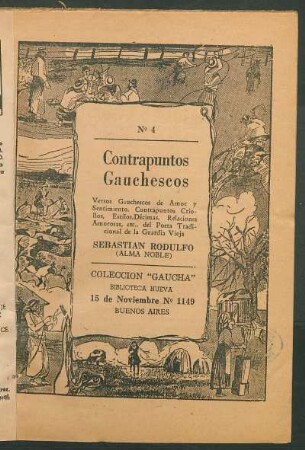 Nº 4
Contrapuntos
Gauchescos
Versos Gauchescos de Amor y
Sentimiento, Contrapuntos Crio-
llos, Estilos, Décimas, Relaciones
Amorosas, etc., del Poeta Tradi-
cional de la Gentilis Vieja
SEBASTIAN RODULFO
(ALMA NOBLE)
COLECCION "GAUCHA"
BIBLIOTECA NUEVA
15 de Noviembre Nº 1149
BUENOS AIRES